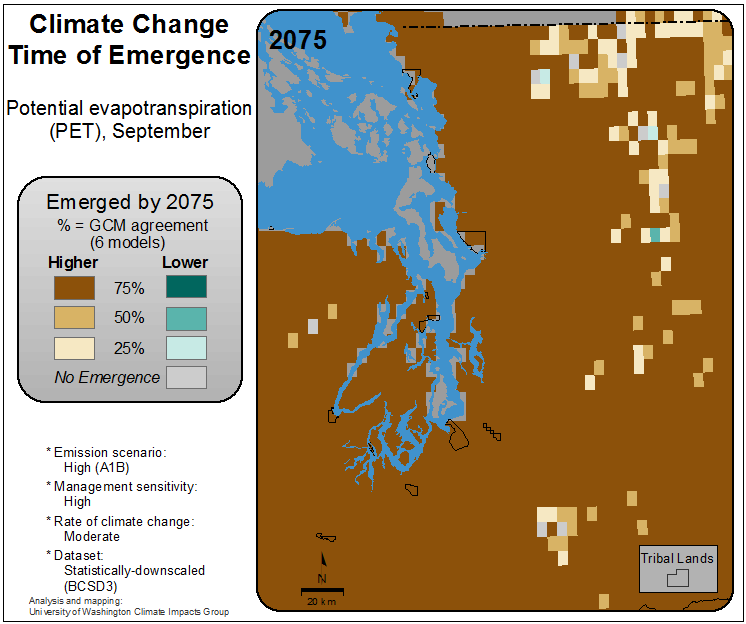 Climate Change
Time of Emergence
Potential evapotranspiration
(PET), September
Emerged by 2075
% = GCM agreement
(6 models)
Higher Lower
75%
50%
25%
No Emergence
* Emission scenario:
High (A1B)
* Management sensitivity:
High
* Rate of climate change:
Moderate
* Dataset:
Statistically-downscaled
(BCSD3)
Analysis and mapping:
University of Washington Climate Impacts Group
2075
N
20 km
Tribal Lands